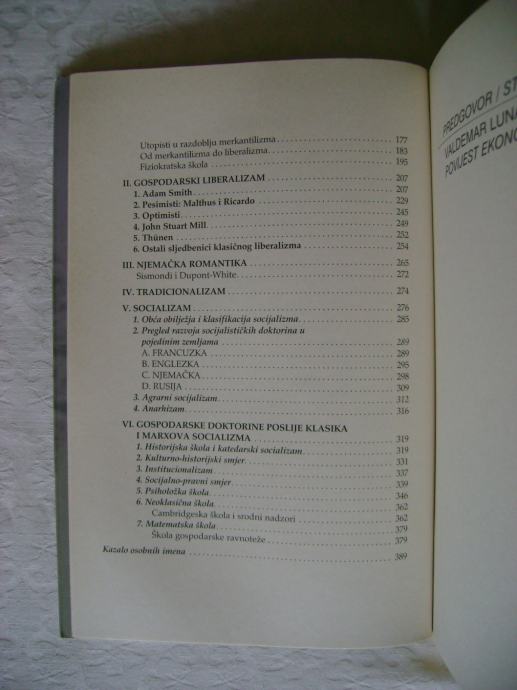 Utopisti u razdoblju merkantilizma 177
Od merkantilizma do liberalizma 183
Fiziokratska škola 195
II. GOSPODARSKI LIBERALIZAM 207
1. Adam Smith 207
2. Pesimisti: Malthus i Ricardo 229
3. Optimisti 245
4. John Stuart Mill 249
5. Thünen 252
6. Ostali sljedbenici klasičnog liberalizma 254
III. NJEMAČKA ROMANTIKA 265
Sismondi i Dupont-White 272
IV. TRADICIONALIZAM 274
V. SOCIALIZAM 276
1. Obća obilježja i klasifikacija socijalizma 285
2. Pregled razvoja socijalističkih doktorina u
pojedinim zemljama 289
A. FRANCUZKA 289
B. ENGLEZKA 295
C. NJEMAČKA 298
D. RUSIJA 309
3. Agrarni socijalizam 312
4. Anarhizam 316
VI. GOSPODARSKE DOKTORINE POSLIJE KLASIKA
I MARXOVA SOCIALIZMA 319
1. Historijska škola i katedarski socializam 319
2. Kulturno-historijski smjer 331
3. Institucionalizam 337
4. Socijalno-pravni smjer 339
5. Psiholožka škola 346
6. Neoklasična škola 362
Cambridgeska škola i srodni nadzori 362
7. Matematska škola 379
Škola gospodarske ravnoteže 379
Kazalo osobnih imena 389
PREDGOVOR / ST
VALDEMAR LUNA
POVIJEST EKONO